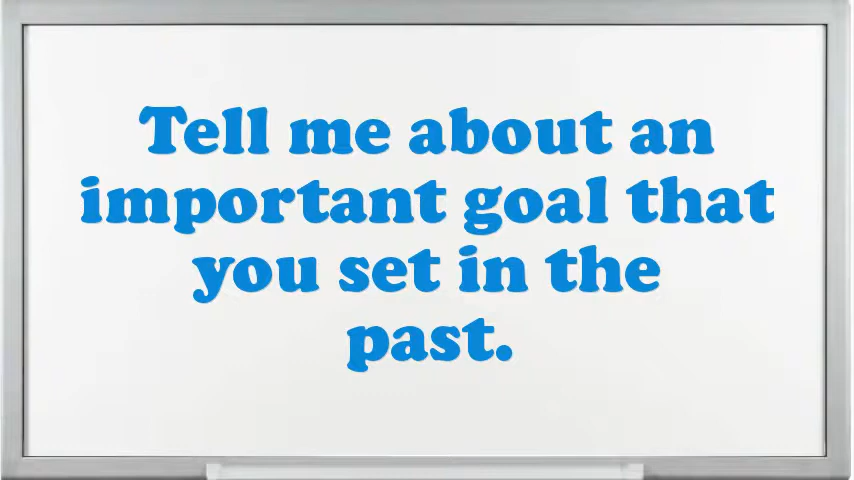 Tell me about an
important goal that
you set in the
past.